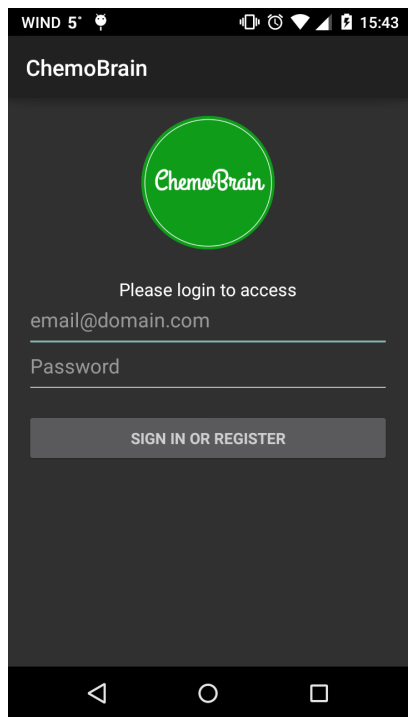 WIND 5° 15:43
ChemoBrain
ChemoBrain
Please login to access
email@domain.com
Password
SIGN IN OR REGISTER